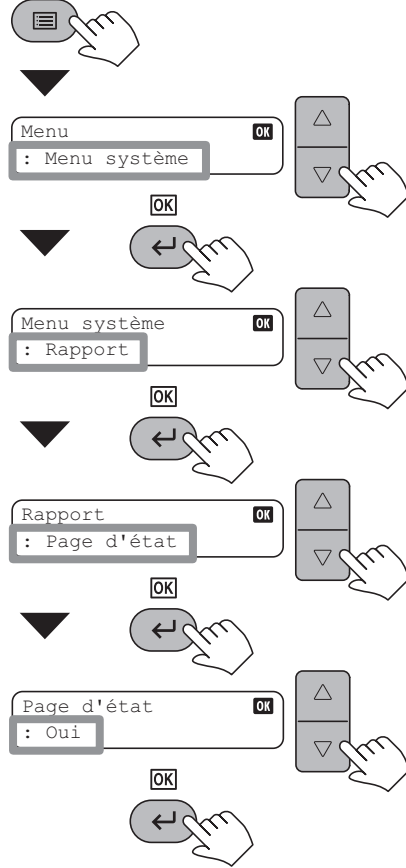 Menu OK
: Menu système
OK
Menu système OK
: Rapport
OK
Rapport OK
: Page d'état
OK
Page d'état OK
: Oui
OK